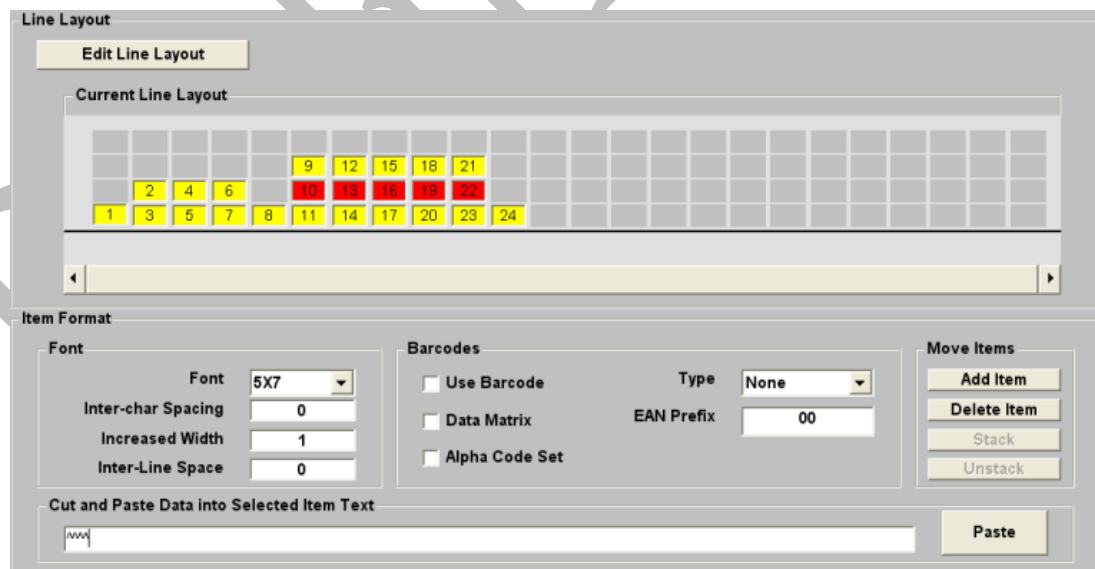 Line Layout
Edit Line Layout
Current Line Layout
9 12 15 18 21
2 4 6 10 13 16 19 22
1 3 5 7 8 11 14 17 20 23 24
Item Format
Font Barcodes Move Items
Font 5X7 Use Barcode Type None Add Item
Inter-char Spacing 0 Data Matrix EAN Prefix 00 Delete Item
Increased Width 1 Alpha Code Set Stack
Inter-Line Space 0 Unstack
Cut and Paste Data into Selected Item Text
Paste